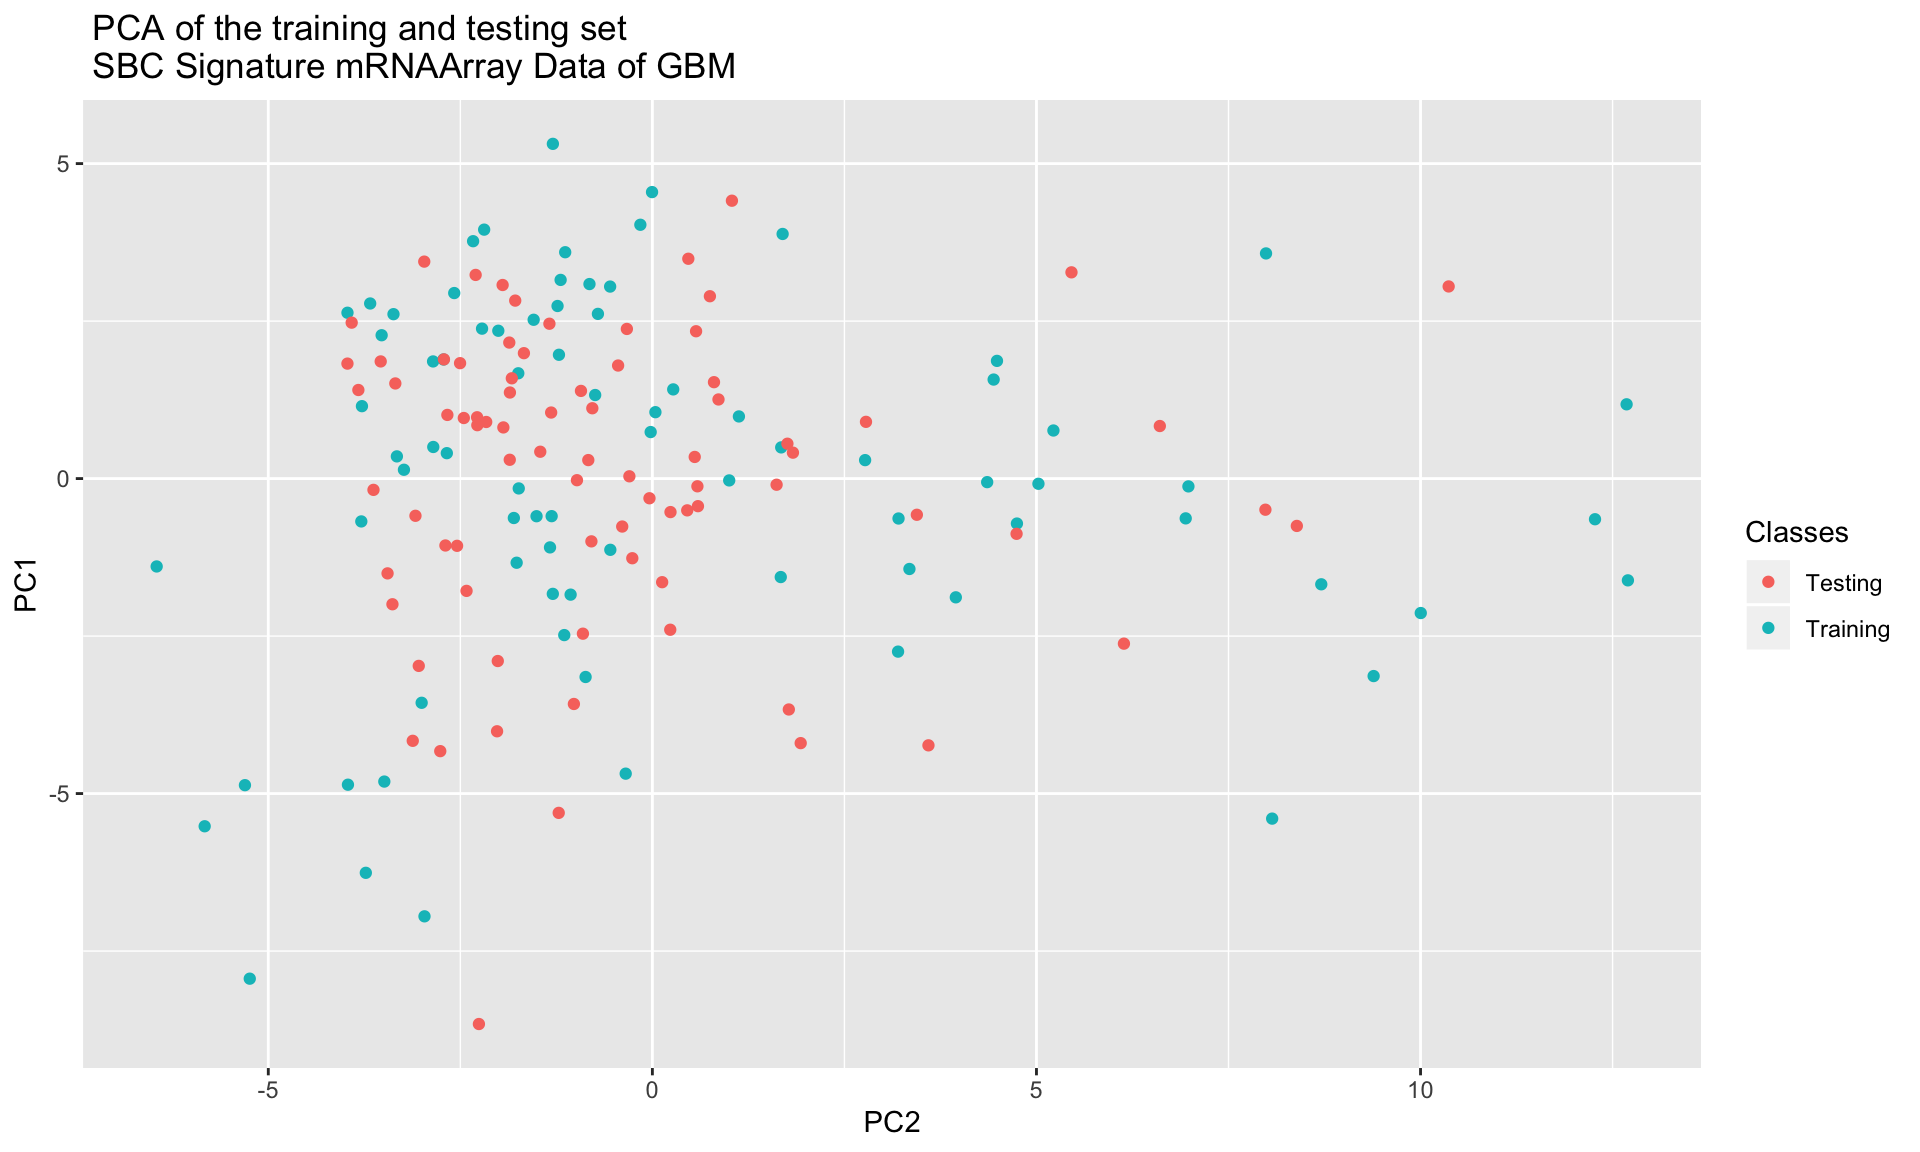 PCA of the training and testing set
SBC Signature mRNAArray Data of GBM
5
0
-5
PC1
-5
0
5
10
PC2
Classes
Testing
Training